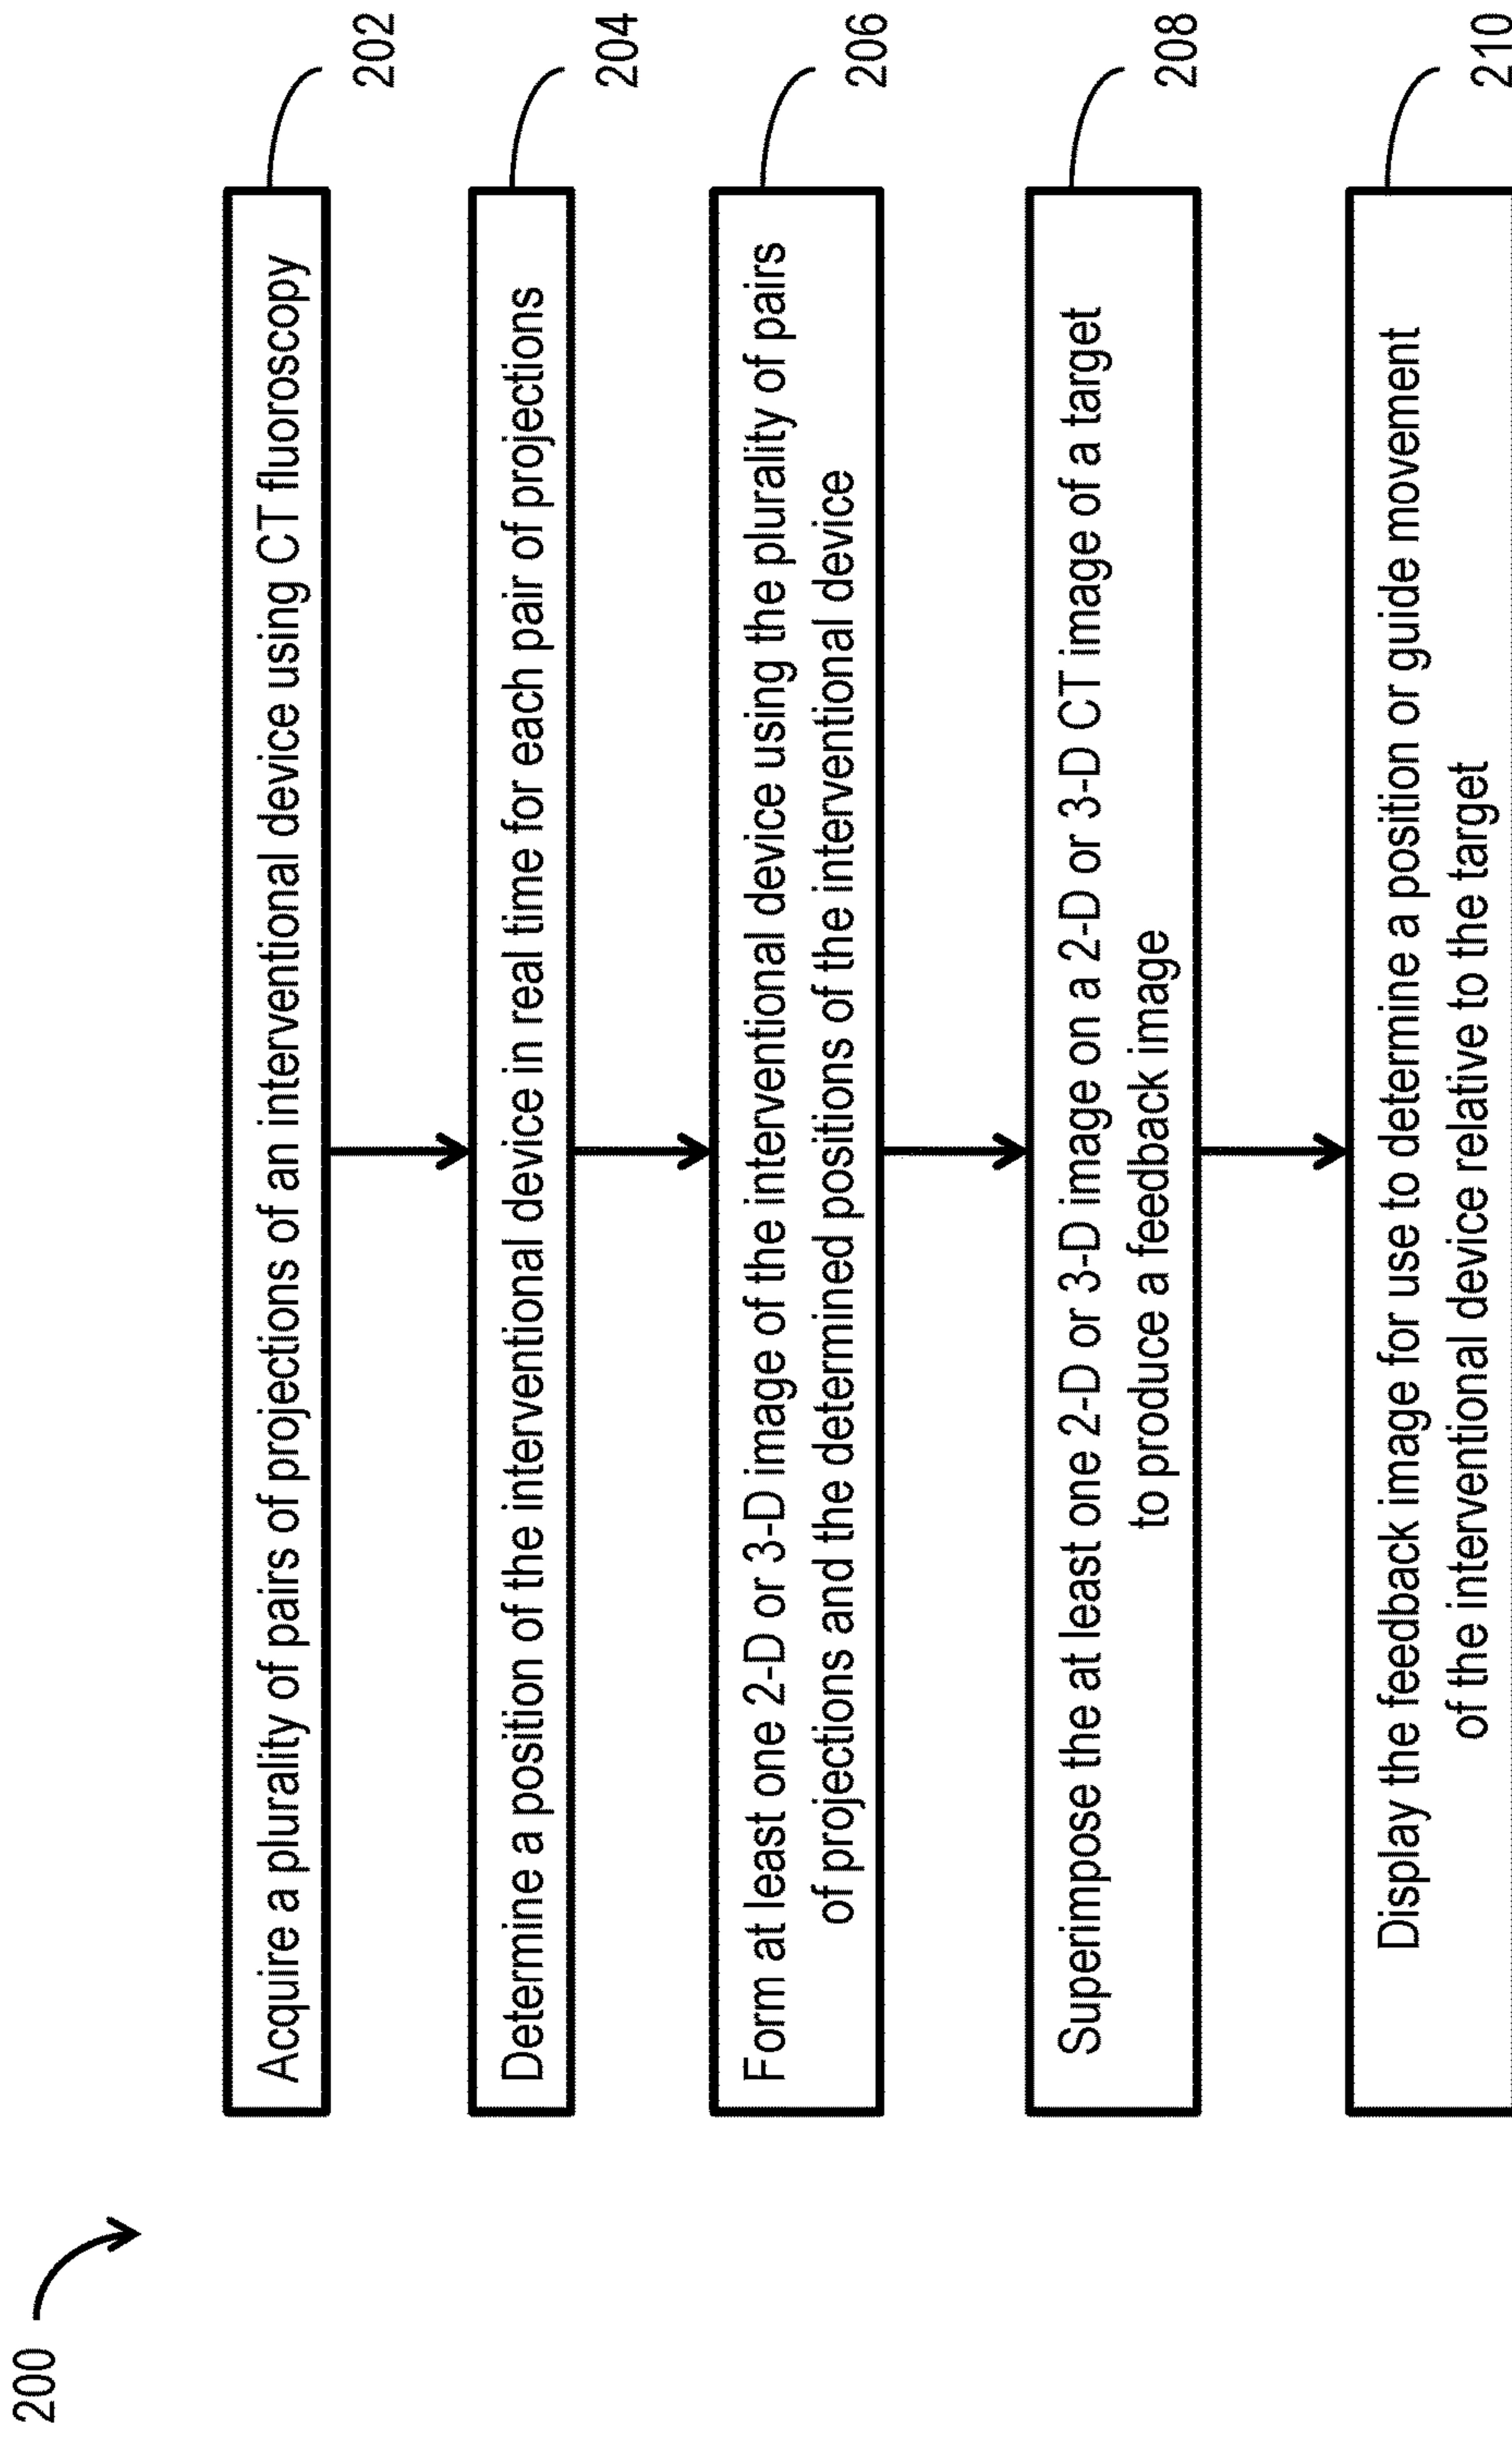 200
Acquire a plurality of pairs of projections of an interventional device using CT fluoroscopy
202
Determine a position of the interventional device in real time for each pair of projections
204
Form at least one 2-D or 3-D image of the interventional device using the plurality of pairs
of projections and the determined positions of the interventional device
206
Superimpose the at least one 2-D or 3-D image on a 2-D or 3-D CT image of a target
to produce a feedback image
208
Display the feedback image for use to determine a position or guide movement
of the interventional device relative to the target
210